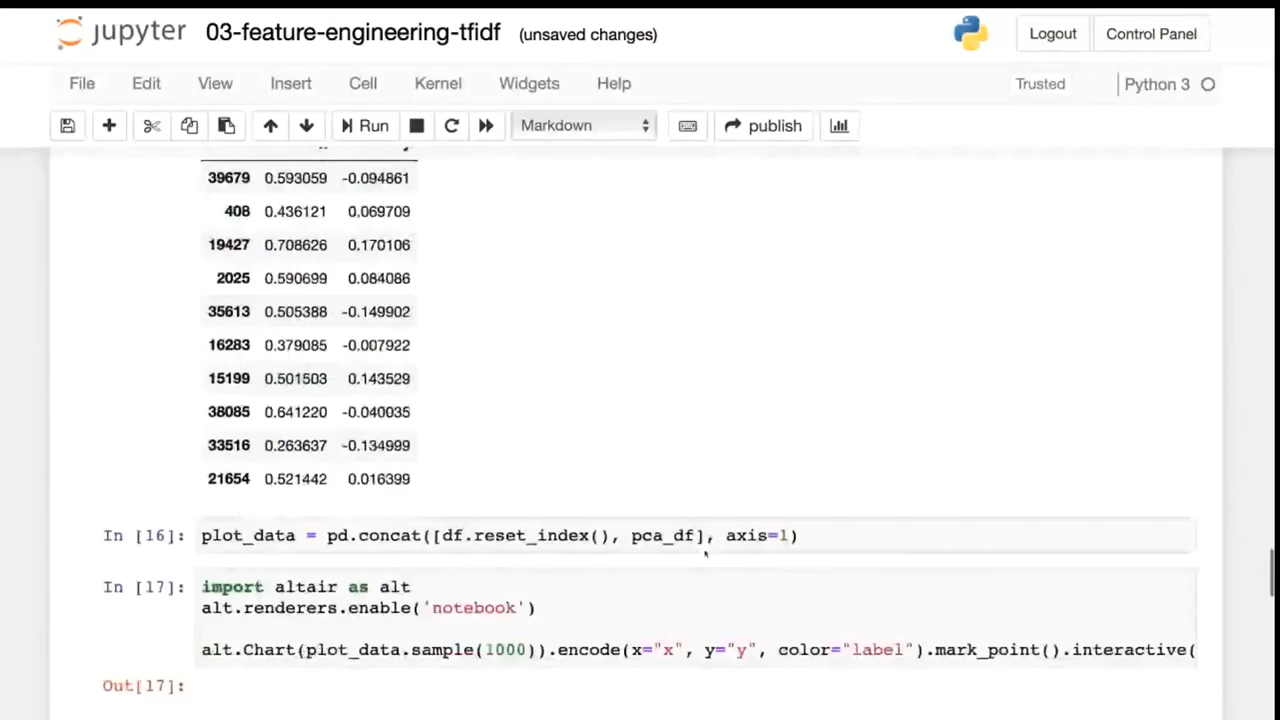 jupyter 03-feature-engineering-tfidf (unsaved changes) Logout Control Panel
File Edit View Insert Cell Kernel Widgets Help Trusted Python 3
Run Markdown publish
39679 0.593059 -0.094861
408 0.436121 0.069709
19427 0.708626 0.170106
2025 0.590699 0.084086
35613 0.505388 -0.149902
16283 0.379085 -0.007922
15199 0.501503 0.143529
38085 0.641220 -0.040035
33516 0.263637 -0.134999
21654 0.521442 0.016399
In [16]: plot_data = pd.concat([df.reset_index(), pca_df], axis=1)
In [17]: import altair as alt
alt.renderers.enable('notebook')
alt.Chart(plot_data.sample(1000)).encode(x="x", y="y", color="label").mark_point().interactive(
Out[17]: